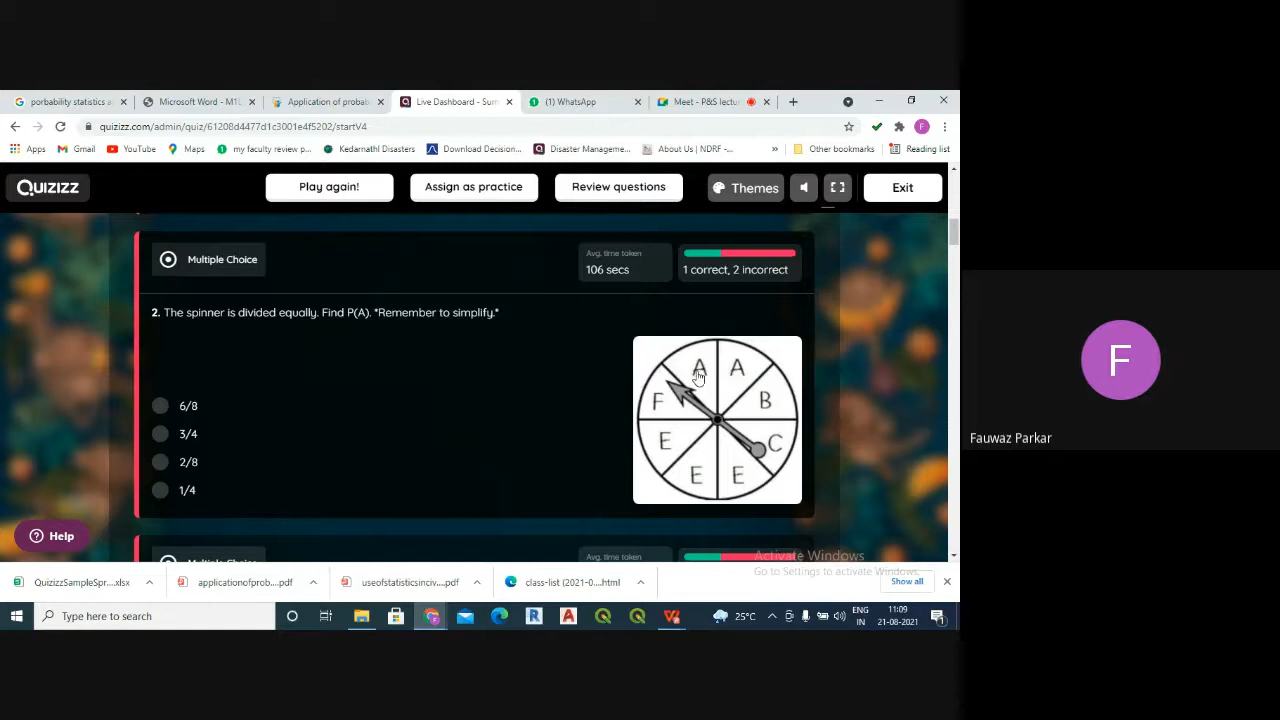 porbability statistics a
Microsoft Word - M1L
Application of probab
Live Dashboard - Sum
(1) WhatsApp
Meet - P&S lectu
quizizz.com/admin/quiz/61208d4477d1c3001e4f5202/startV4
F
Apps
Gmail
YouTube
Maps
my faculty review p...
Kedarnathl Disasters
Download Decision...
Disaster Manageme...
About Us | NDRF -...
»
Other bookmarks
Reading list
QUIZIZZ
Play again!
Assign as practice
Review questions
Themes
Exit
Multiple Choice
Avg. time token
106 secs
1 correct, 2 incorrect
2. The spinner is divided equally. Find P(A). *Remember to simplify.*
6/8
3/4
2/8
1/4
A A
F B
E C
E E
Help
Multiple Choice
Avg. time token
Activate Windows
Go to Settings to activate Windows.
QuizizzSampleSpr....xlsx
applicationofprob....pdf
useofstatisticsinciv....pdf
class-list (2021-0....html
Show all
Type here to search
25°C
ENG
IN
11:09
21-08-2021
1
F
Fauwaz Parkar